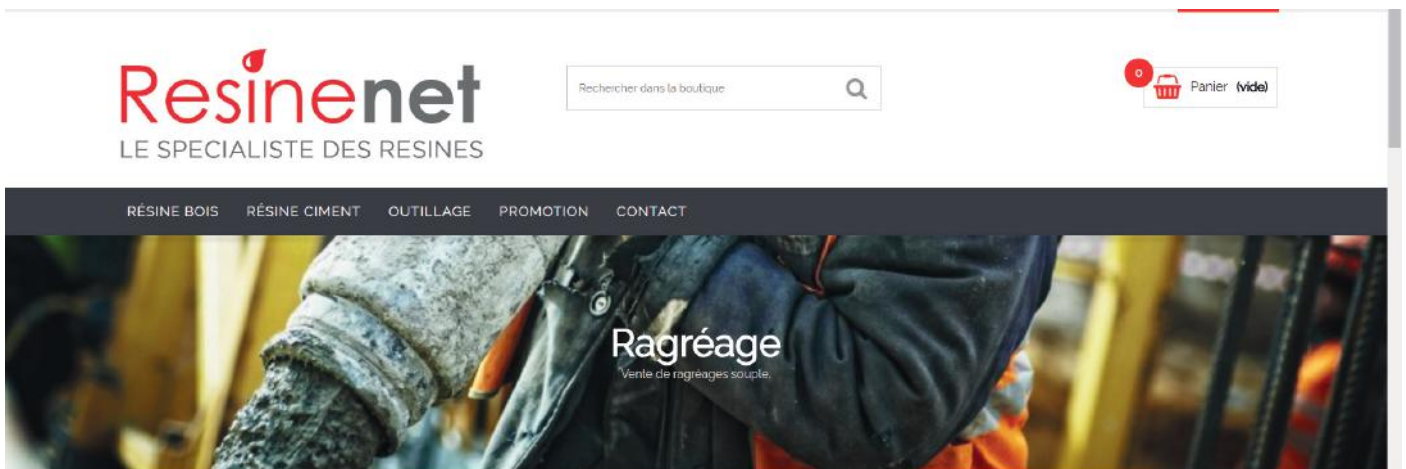 Resinenet
LE SPECIALISTE DES RESINES
Rechercher dans la boutique
0
Panier (vide)
RÉSINE BOIS RÉSINE CIMENT OUTILLAGE PROMOTION CONTACT
Ragréage
Vente de ragréages souple.